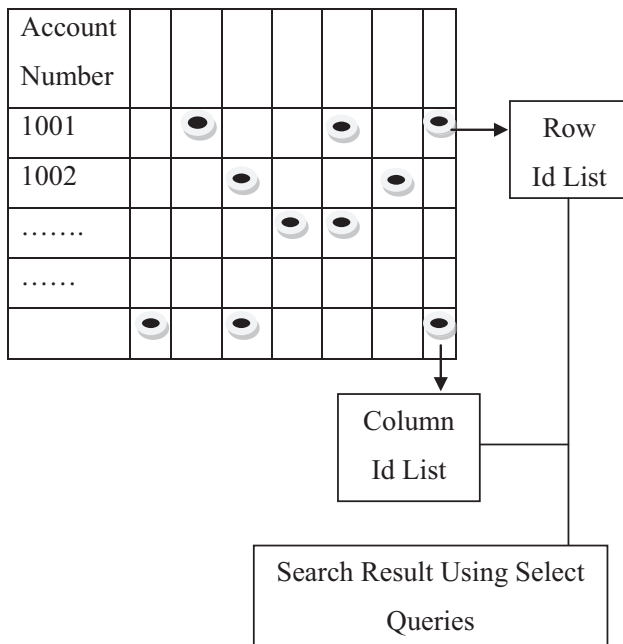 Account
Number
1001
1002
…….
……
Row
Id List
Column
Id List
Search Result Using Select
Queries